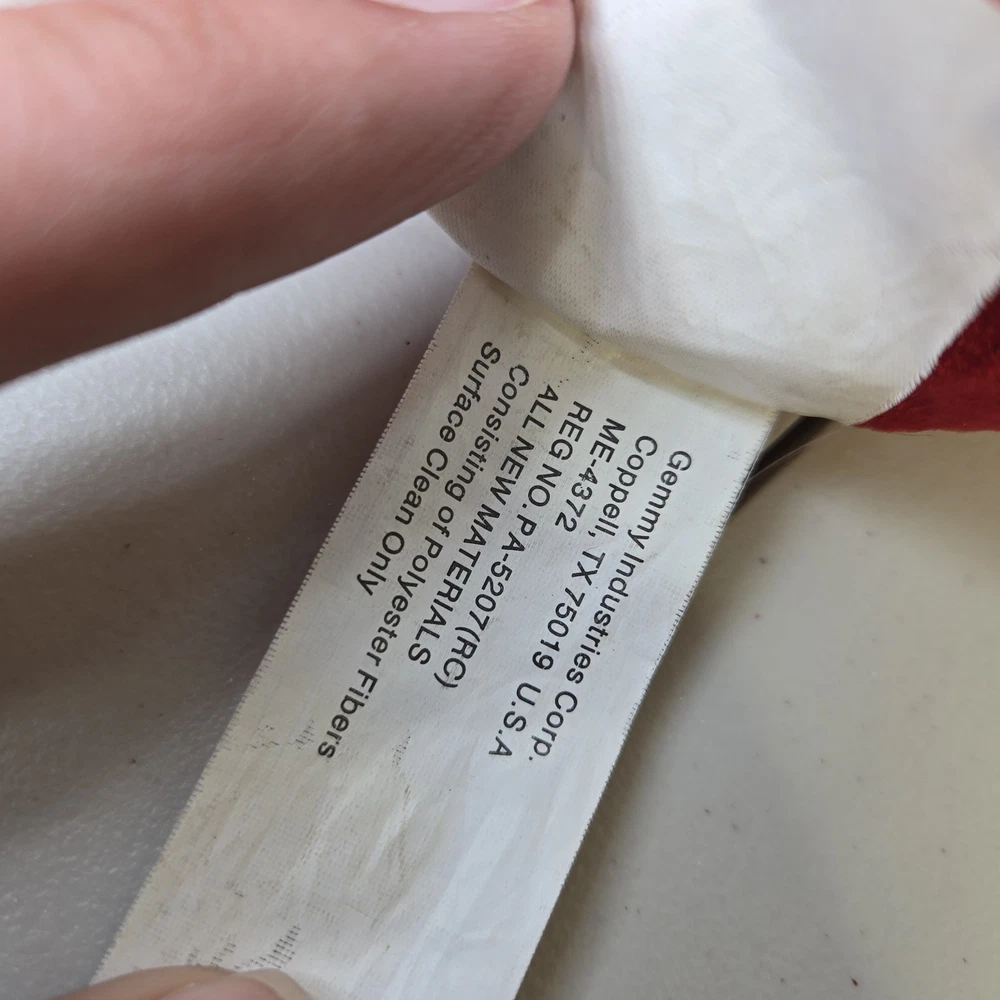 Gemmy Industries Corp.
Coppell, TX 75019 U.S.A
ME-4372
REG NO. PA-5207(RC)
ALL NEW MATERIALS
Consisting of Polyester Fibers
Surface Clean Only